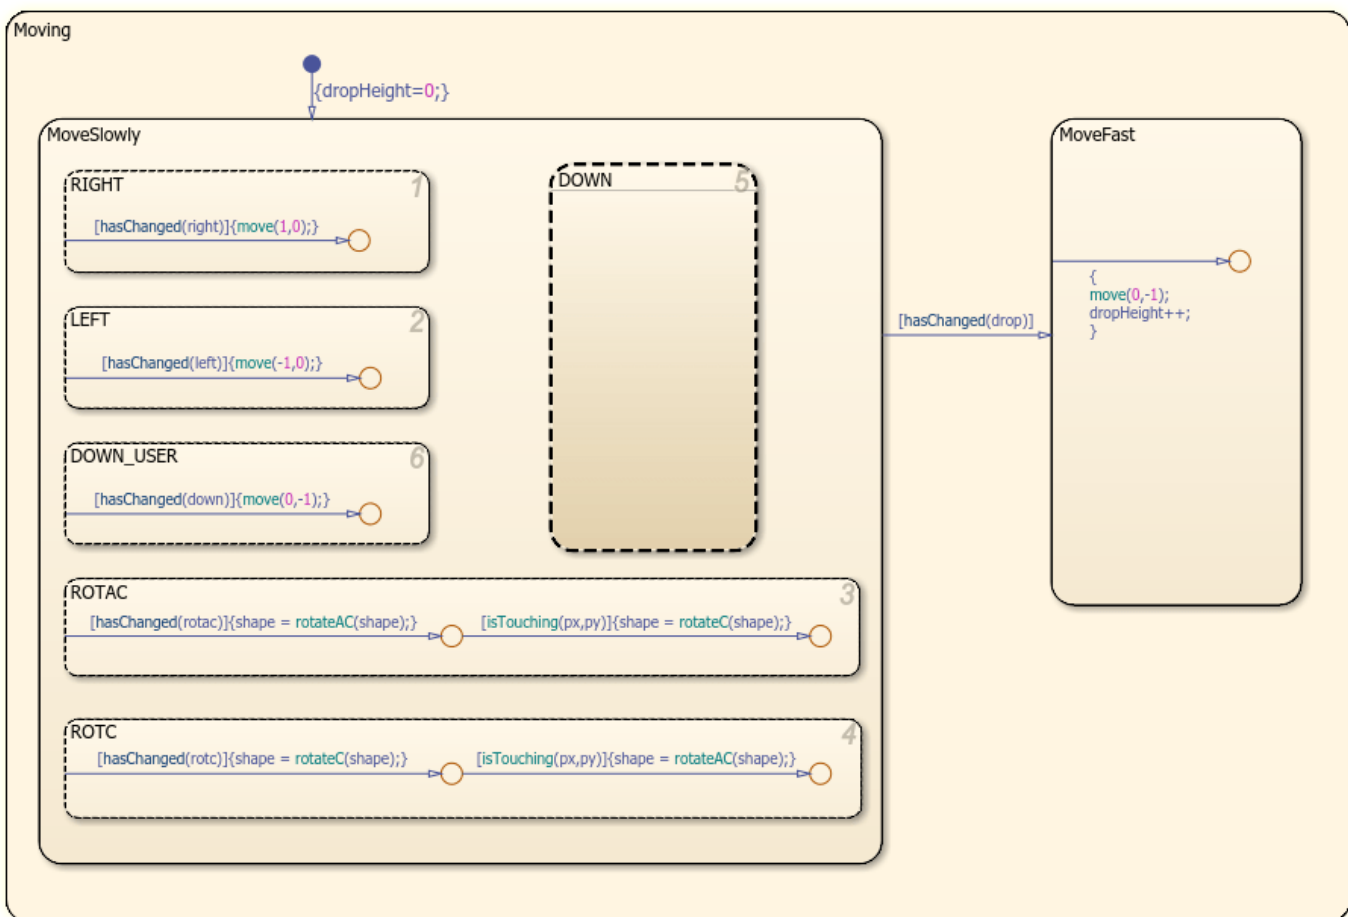 Moving
{dropHeight=0;}
MoveSlowly
RIGHT
1
[hasChanged(right)]{move(1,0);}
LEFT
2
[hasChanged(left)]{move(-1,0);}
DOWN_USER
6
[hasChanged(down)]{move(0,-1);}
DOWN
5
ROTAC
3
[hasChanged(rotac)]{shape = rotateAC(shape);}
[isTouching(px,py)]{shape = rotateC(shape);}
ROTC
4
[hasChanged(rotc)]{shape = rotateC(shape);}
[isTouching(px,py)]{shape = rotateAC(shape);}
[hasChanged(drop)]
MoveFast
{
move(0,-1);
dropHeight++;
}